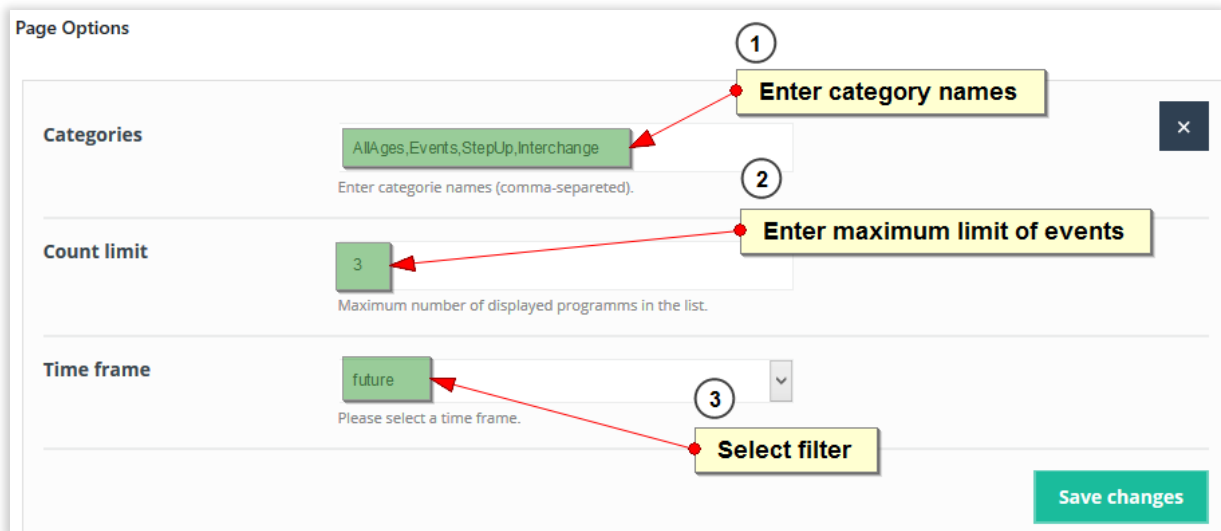 Page Options
1
Enter category names
×
Categories
AllAges,Events,StepUp,Interchange
Enter categorie names (comma-separeted).
2
Enter maximum limit of events
Count limit
3
Maximum number of displayed programms in the list.
Time frame
future
Please select a time frame.
3
Select filter
Save changes